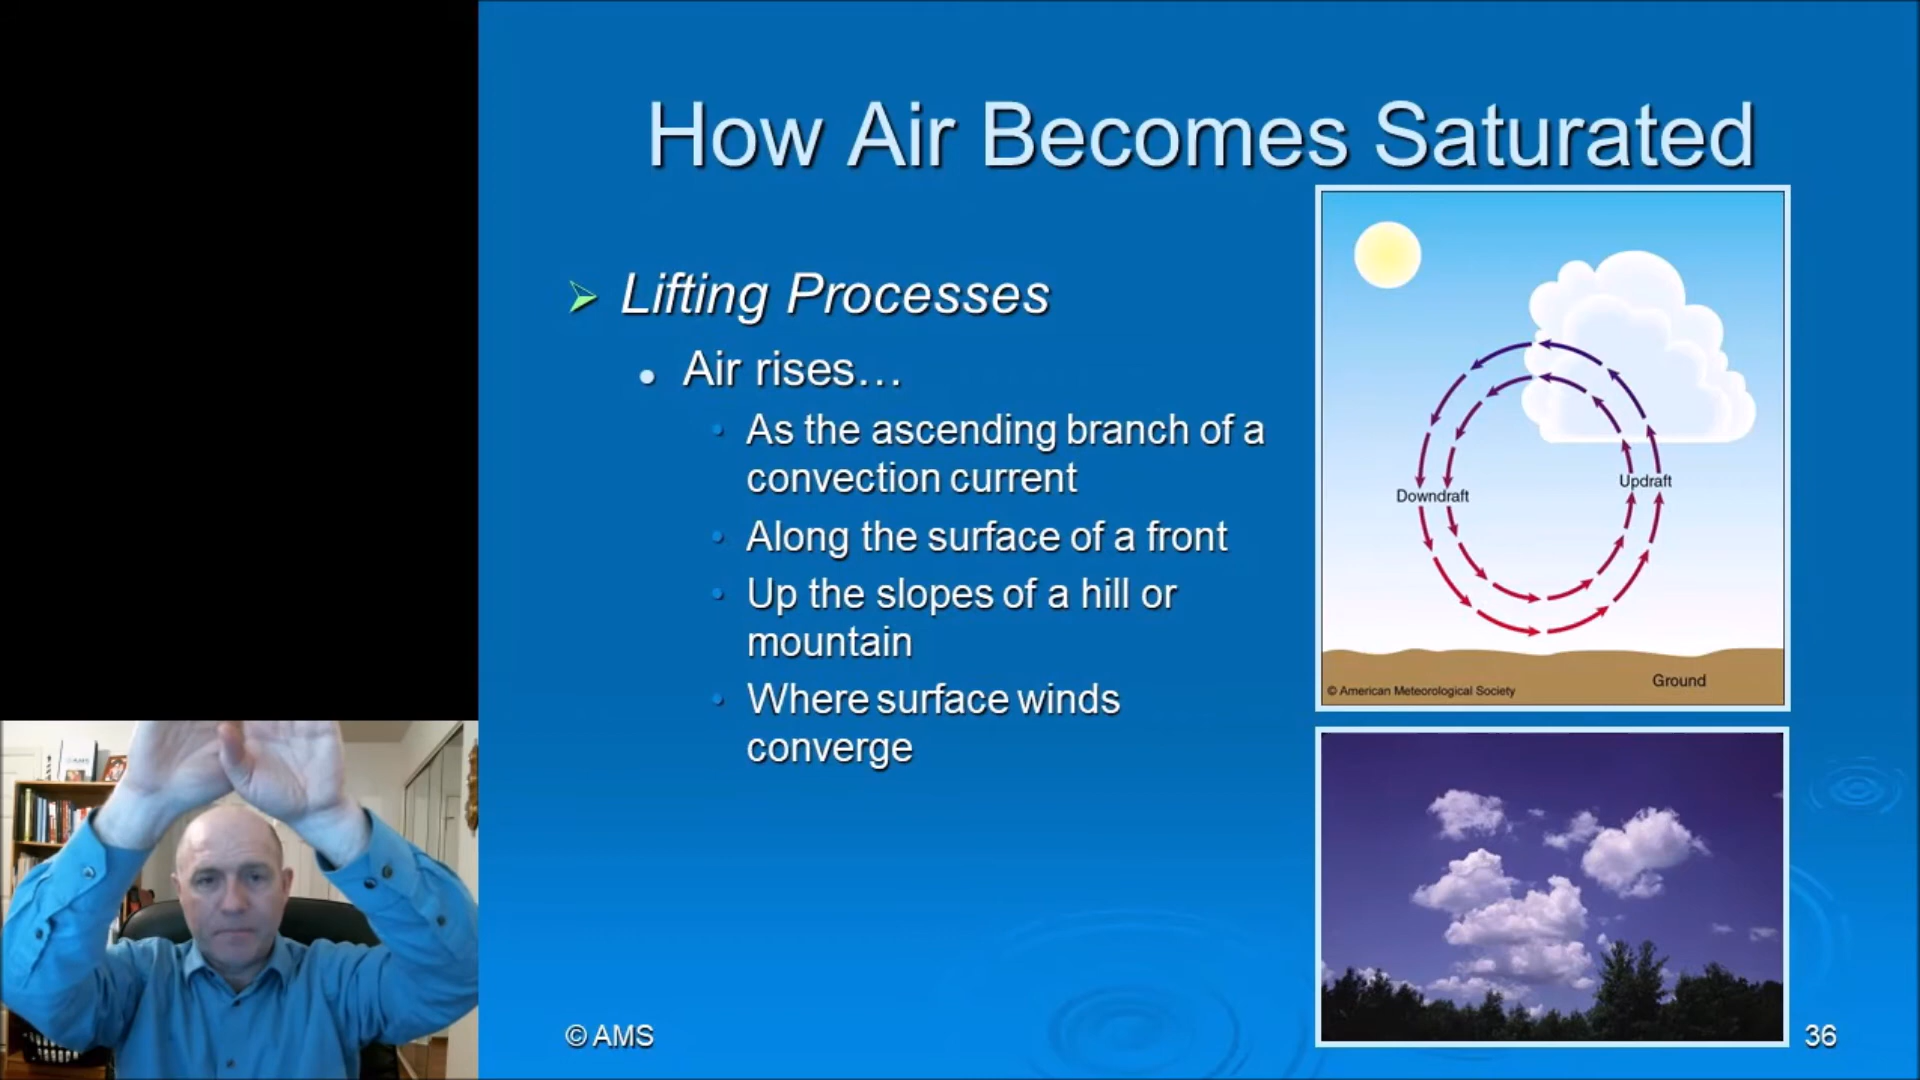 How Air Becomes Saturated
Lifting Processes
Air rises…
As the ascending branch of a
convection current
Along the surface of a front
Up the slopes of a hill or
mountain
Where surface winds
converge
Downdraft
Updraft
Ground
© American Meteorological Society
AMS
© AMS
36